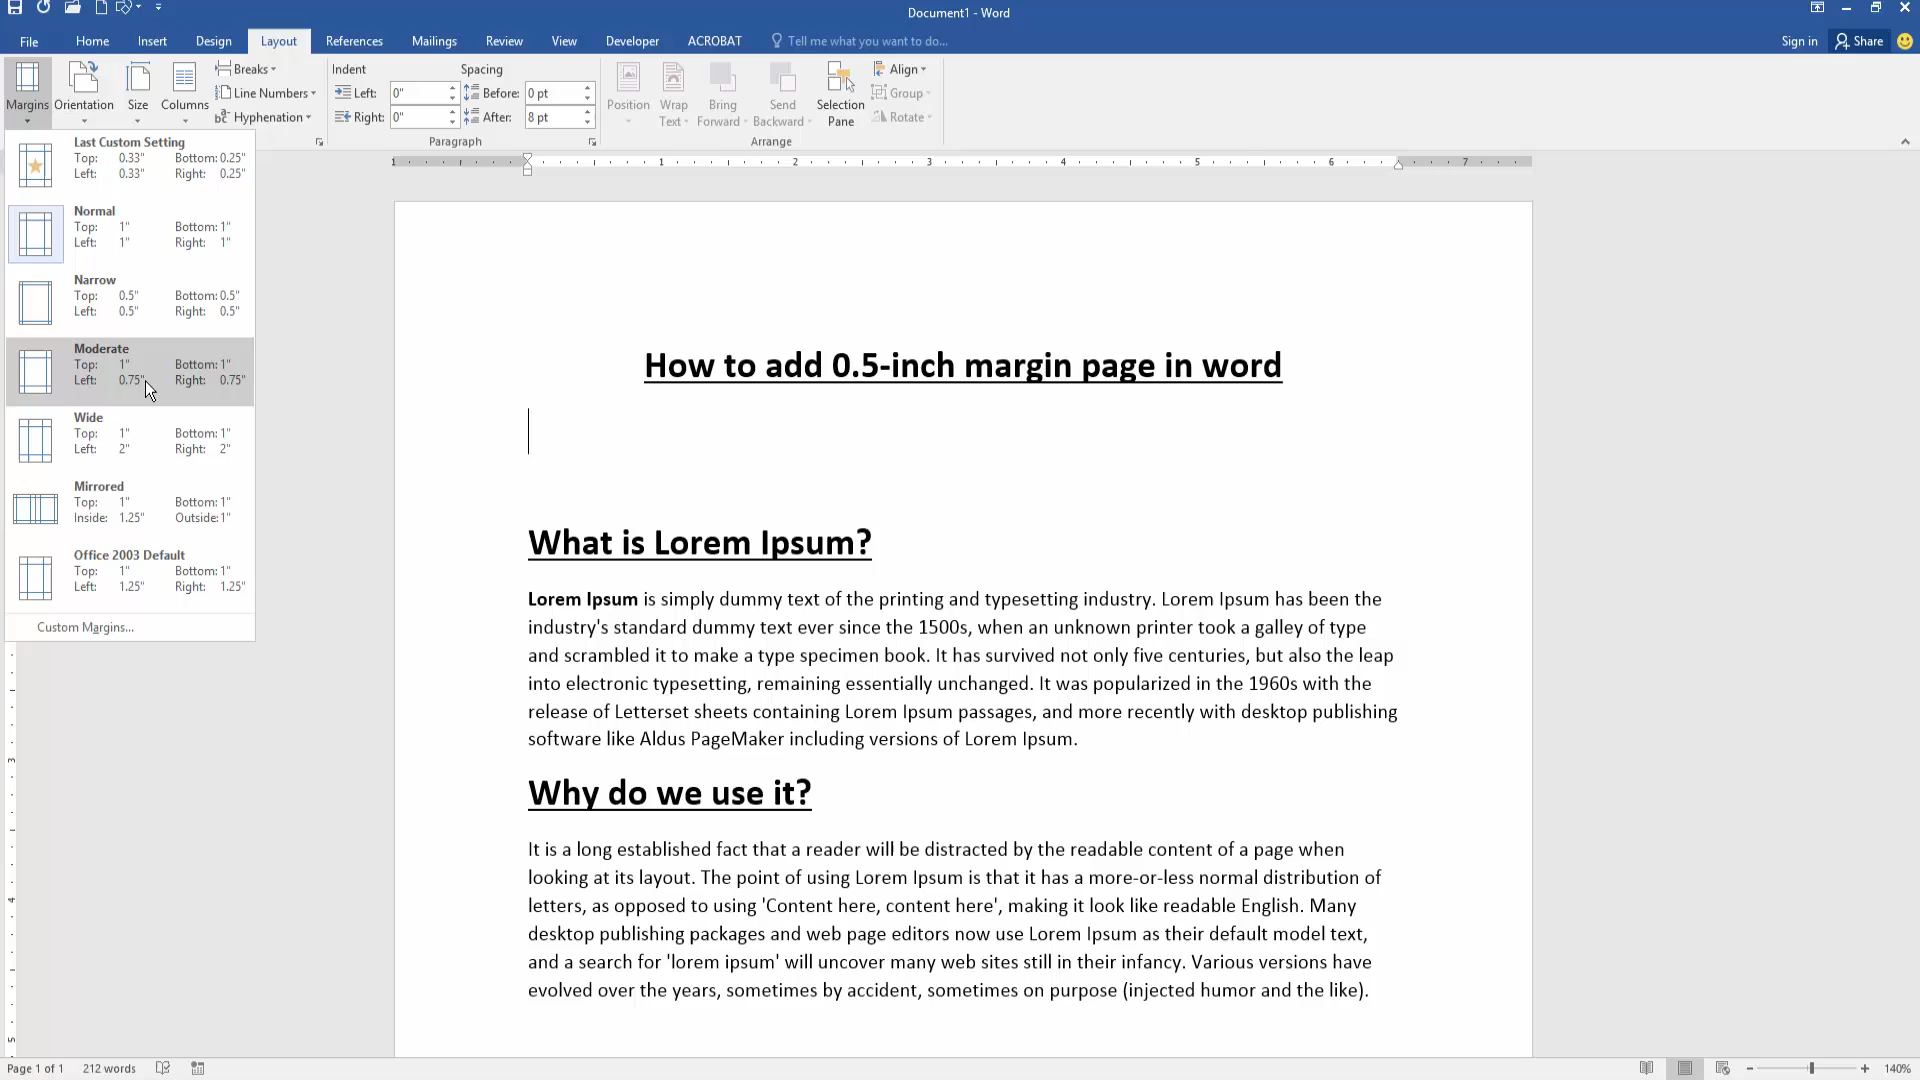 Document1 - Word
File Home Insert Design Layout References Mailings Review View Developer ACROBAT Tell me what you want to do... Sign in Share
Margins Orientation Size Columns
Breaks
Line Numbers
Hyphenation
Indent Spacing
Left: 0" Before: 0 pt
Right: 0" After: 8 pt
Paragraph
Position Wrap Text Bring Forward Send Backward Selection Pane
Align
Group
Rotate
Arrange
1 1 2 3 4 5 6 7
Last Custom Setting
Top: 0.33" Bottom: 0.25"
Left: 0.33" Right: 0.25"
Normal
Top: 1" Bottom: 1"
Left: 1" Right: 1"
Narrow
Top: 0.5" Bottom: 0.5"
Left: 0.5" Right: 0.5"
Moderate
Top: 1" Bottom: 1"
Left: 0.75" Right: 0.75"
Wide
Top: 1" Bottom: 1"
Left: 2" Right: 2"
Mirrored
Top: 1" Bottom: 1"
Inside: 1.25" Outside: 1"
Office 2003 Default
Top: 1" Bottom: 1"
Left: 1.25" Right: 1.25"
Custom Margins...
3
4
5
How to add 0.5-inch margin page in word
What is Lorem Ipsum?
Lorem Ipsum is simply dummy text of the printing and typesetting industry. Lorem Ipsum has been the
industry's standard dummy text ever since the 1500s, when an unknown printer took a galley of type
and scrambled it to make a type specimen book. It has survived not only five centuries, but also the leap
into electronic typesetting, remaining essentially unchanged. It was popularized in the 1960s with the
release of Letterset sheets containing Lorem Ipsum passages, and more recently with desktop publishing
software like Aldus PageMaker including versions of Lorem Ipsum.
Why do we use it?
It is a long established fact that a reader will be distracted by the readable content of a page when
looking at its layout. The point of using Lorem Ipsum is that it has a more-or-less normal distribution of
letters, as opposed to using 'Content here, content here', making it look like readable English. Many
desktop publishing packages and web page editors now use Lorem Ipsum as their default model text,
and a search for 'lorem ipsum' will uncover many web sites still in their infancy. Various versions have
evolved over the years, sometimes by accident, sometimes on purpose (injected humor and the like).
Page 1 of 1 212 words 140%